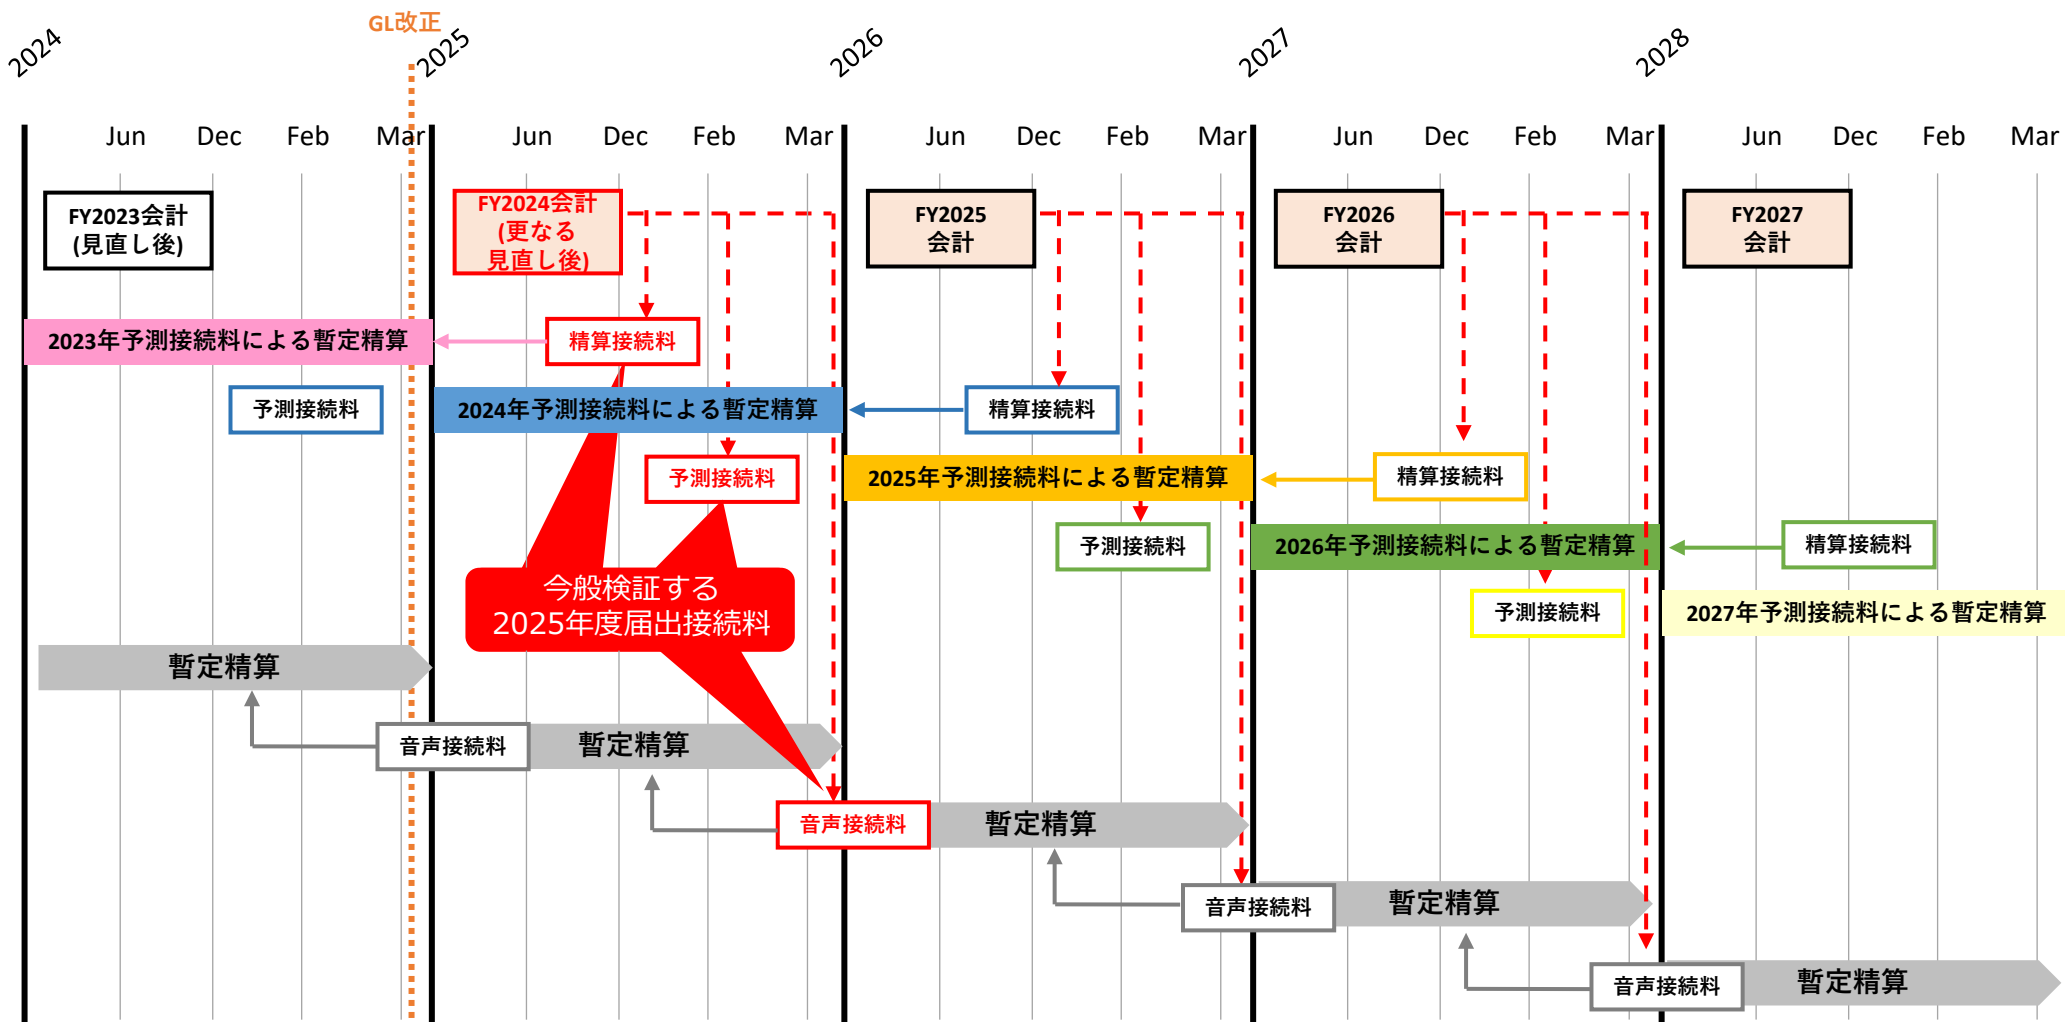 GL改正
2024
2025
2026
2027
2028
Jun Dec Feb Mar
Jun Dec Feb Mar
Jun Dec Feb Mar
Jun Dec Feb Mar
Jun Dec Feb Mar
FY2023会計
(見直し後)
FY2024会計
(更なる
見直し後)
FY2025
会計
FY2026
会計
FY2027
会計
2023年予測接続料による暫定精算
精算接続料
予測接続料
2024年予測接続料による暫定精算
精算接続料
予測接続料
2025年予測接続料による暫定精算
精算接続料
予測接続料
2026年予測接続料による暫定精算
精算接続料
今般検証する
2025年度届出接続料
予測接続料
2027年予測接続料による暫定精算
暫定精算
音声接続料
暫定精算
音声接続料
暫定精算
音声接続料
暫定精算
音声接続料
暫定精算